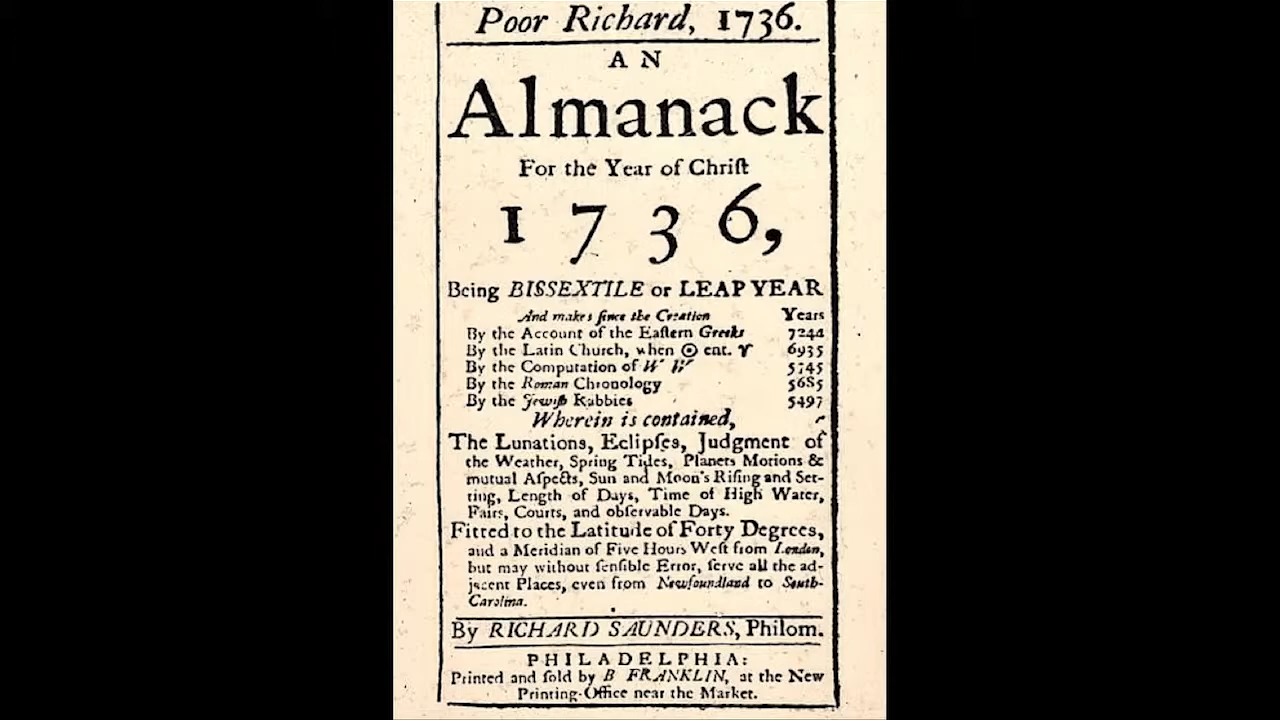 Poor Richard, 1736.
AN
Almanack
For the Year of Chriſt
1736,
Being BISSEXTILE or LEAP YEAR
And makes ſince the Creation Years
By the Account of the Eaſtern Greeks 7244
By the Latin Church, when ☉ ent. ♈ 6935
By the Computation of W W 5745
By the Roman Chronology 5685
By the Jewiſh Rabbies 5497
Wherein is contained,
The Lunations, Eclipſes, Judgment of
the Weather, Spring Tides, Planets Motions &
mutual Aſpects, Sun and Moon's Riſing and Set-
ting, Length of Days, Time of High Water,
Fairs, Courts, and obſervable Days.
Fitted to the Latitude of Forty Degrees,
and a Meridian of Five Hours Weſt from London,
but may without ſenſible Error, ſerve all the ad-
jacent Places, even from Newfoundland to South-
Carolina.
By RICHARD SAUNDERS, Philom.
PHILADELPHIA:
Printed and ſold by B FRANKLIN, at the New
Printing-Office near the Market.